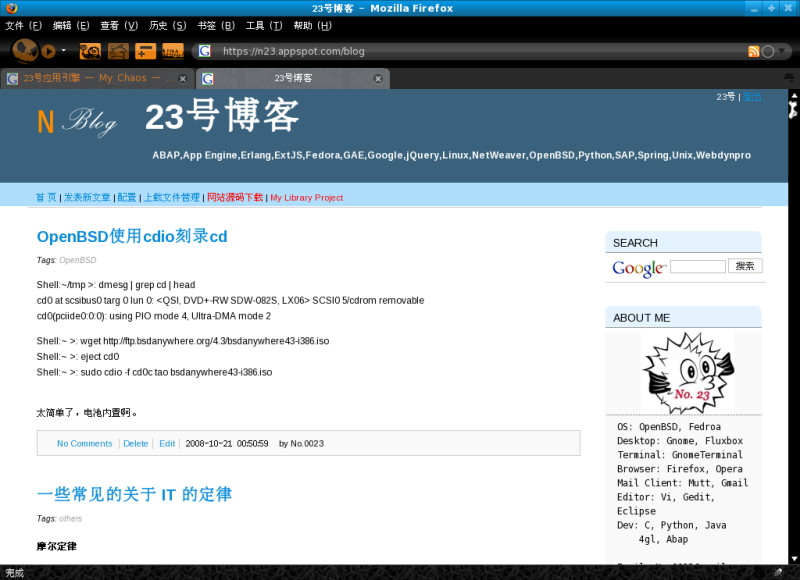 23号博客 - Mozilla Firefox
文件 (F) 编辑 (E) 查看 (V) 历史 (S) 书签 (B) 工具 (T) 帮助 (H)
https://n23.appspot.com/blog
23号应用引擎 -- My Chaos -- ...
23号博客
23号 | 登出
N Blog 23号博客
ABAP,App Engine,Erlang,ExtJS,Fedora,GAE,Google,jQuery,Linux,NetWeaver,OpenBSD,Python,SAP,Spring,Unix,Webdynpro
首 页 | 发表新文章 | 配置 | 上载文件管理 | 网站源码下载 | My Library Project
OpenBSD使用cdio刻录cd
Tags: OpenBSD
Shell:~/tmp >: dmesg | grep cd | head
cd0 at scsibus0 targ 0 lun 0: <QSI, DVD+-RW SDW-082S, LX06> SCSI0 5/cdrom removable
cd0(pciide0:0:0): using PIO mode 4, Ultra-DMA mode 2
Shell:~ >: wget http://ftp.bsdanywhere.org/4.3/bsdanywhere43-i386.iso
Shell:~ >: eject cd0
Shell:~ >: sudo cdio -f cd0c tao bsdanywhere43-i386.iso
太简单了，电池内置啊。
No Comments | Delete | Edit | 2008-10-21 00:50:59 by No.0023
一些常见的关于 IT 的定律
Tags: others
摩尔定律
SEARCH
Google 搜索
ABOUT ME
No. 23
OS: OpenBSD, Fedroa
Desktop: Gnome, Fluxbox
Terminal: GnomeTerminal
Browser: Firefox, Opera
Mail Client: Mutt, Gmail
Editor: Vi, Gedit,
Eclipse
Dev: C, Python, Java
4gl, Abap
完成